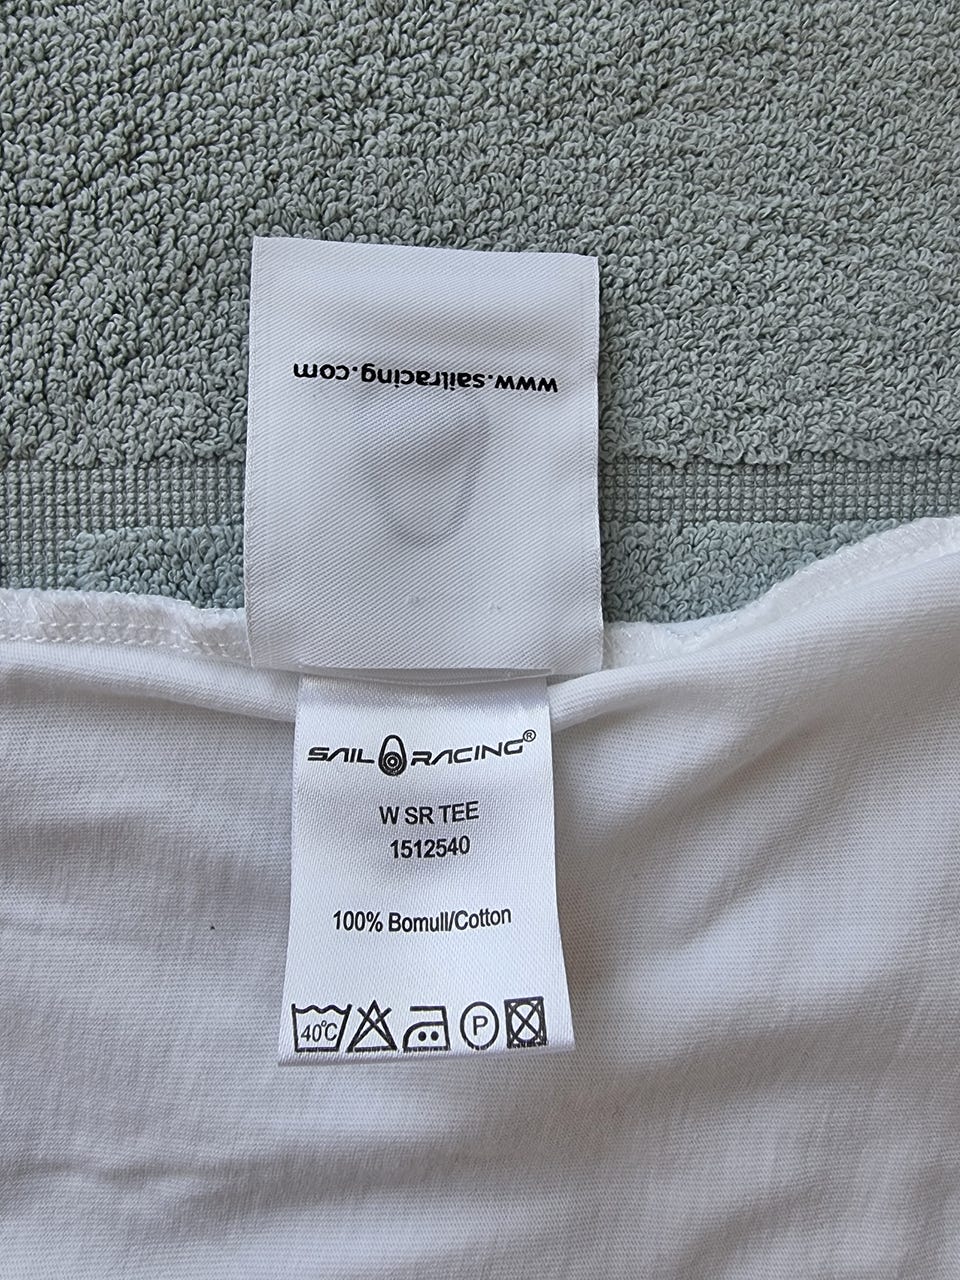 www.sailracing.com
SAIL RACING®
W SR TEE
1512540
100% Bomull/Cotton
40°C P